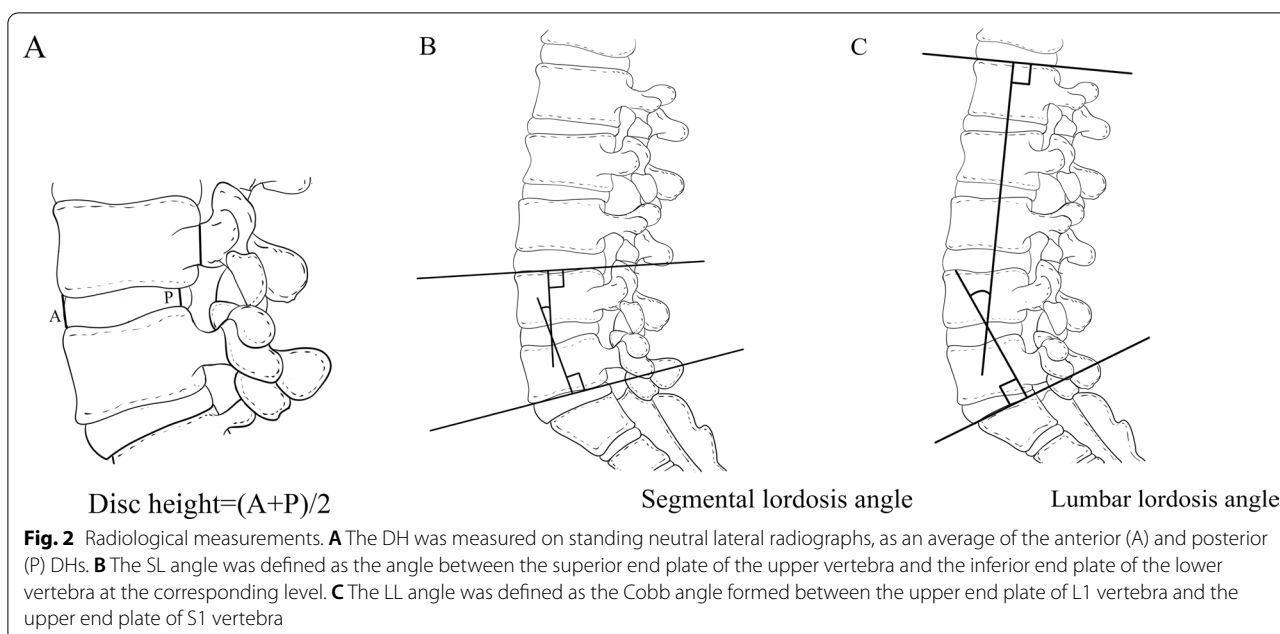 A
B
C
A
P
Disc height=(A+P)/2
Segmental lordosis angle
Lumbar lordosis angle
Fig. 2 Radiological measurements. A The DH was measured on standing neutral lateral radiographs, as an average of the anterior (A) and posterior
(P) DHs. B The SL angle was defined as the angle between the superior end plate of the upper vertebra and the inferior end plate of the lower
vertebra at the corresponding level. C The LL angle was defined as the Cobb angle formed between the upper end plate of L1 vertebra and the
upper end plate of S1 vertebra